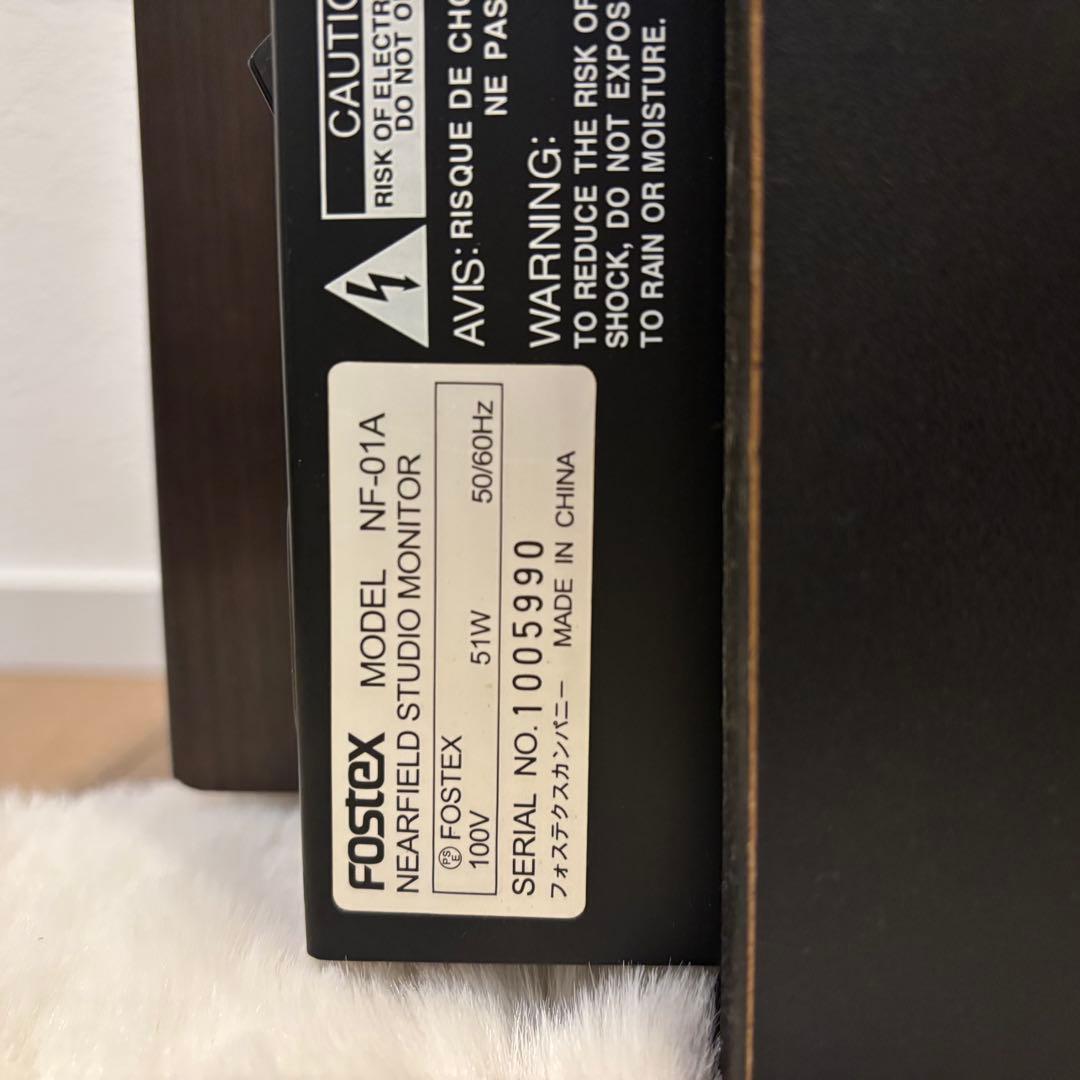 CAUTIO
RISK OF ELECTR
DO NOT O
AVIS: RISQUE DE CHO
NE PAS
WARNING:
TO REDUCE THE RISK OF
SHOCK, DO NOT EXPOS
TO RAIN OR MOISTURE.
FOSTEX MODEL NF-01A
NEARFIELD STUDIO MONITOR
PSE FOSTEX
100V 51W 50/60Hz
SERIAL NO. 1005990
フォステクスカンパニー MADE IN CHINA